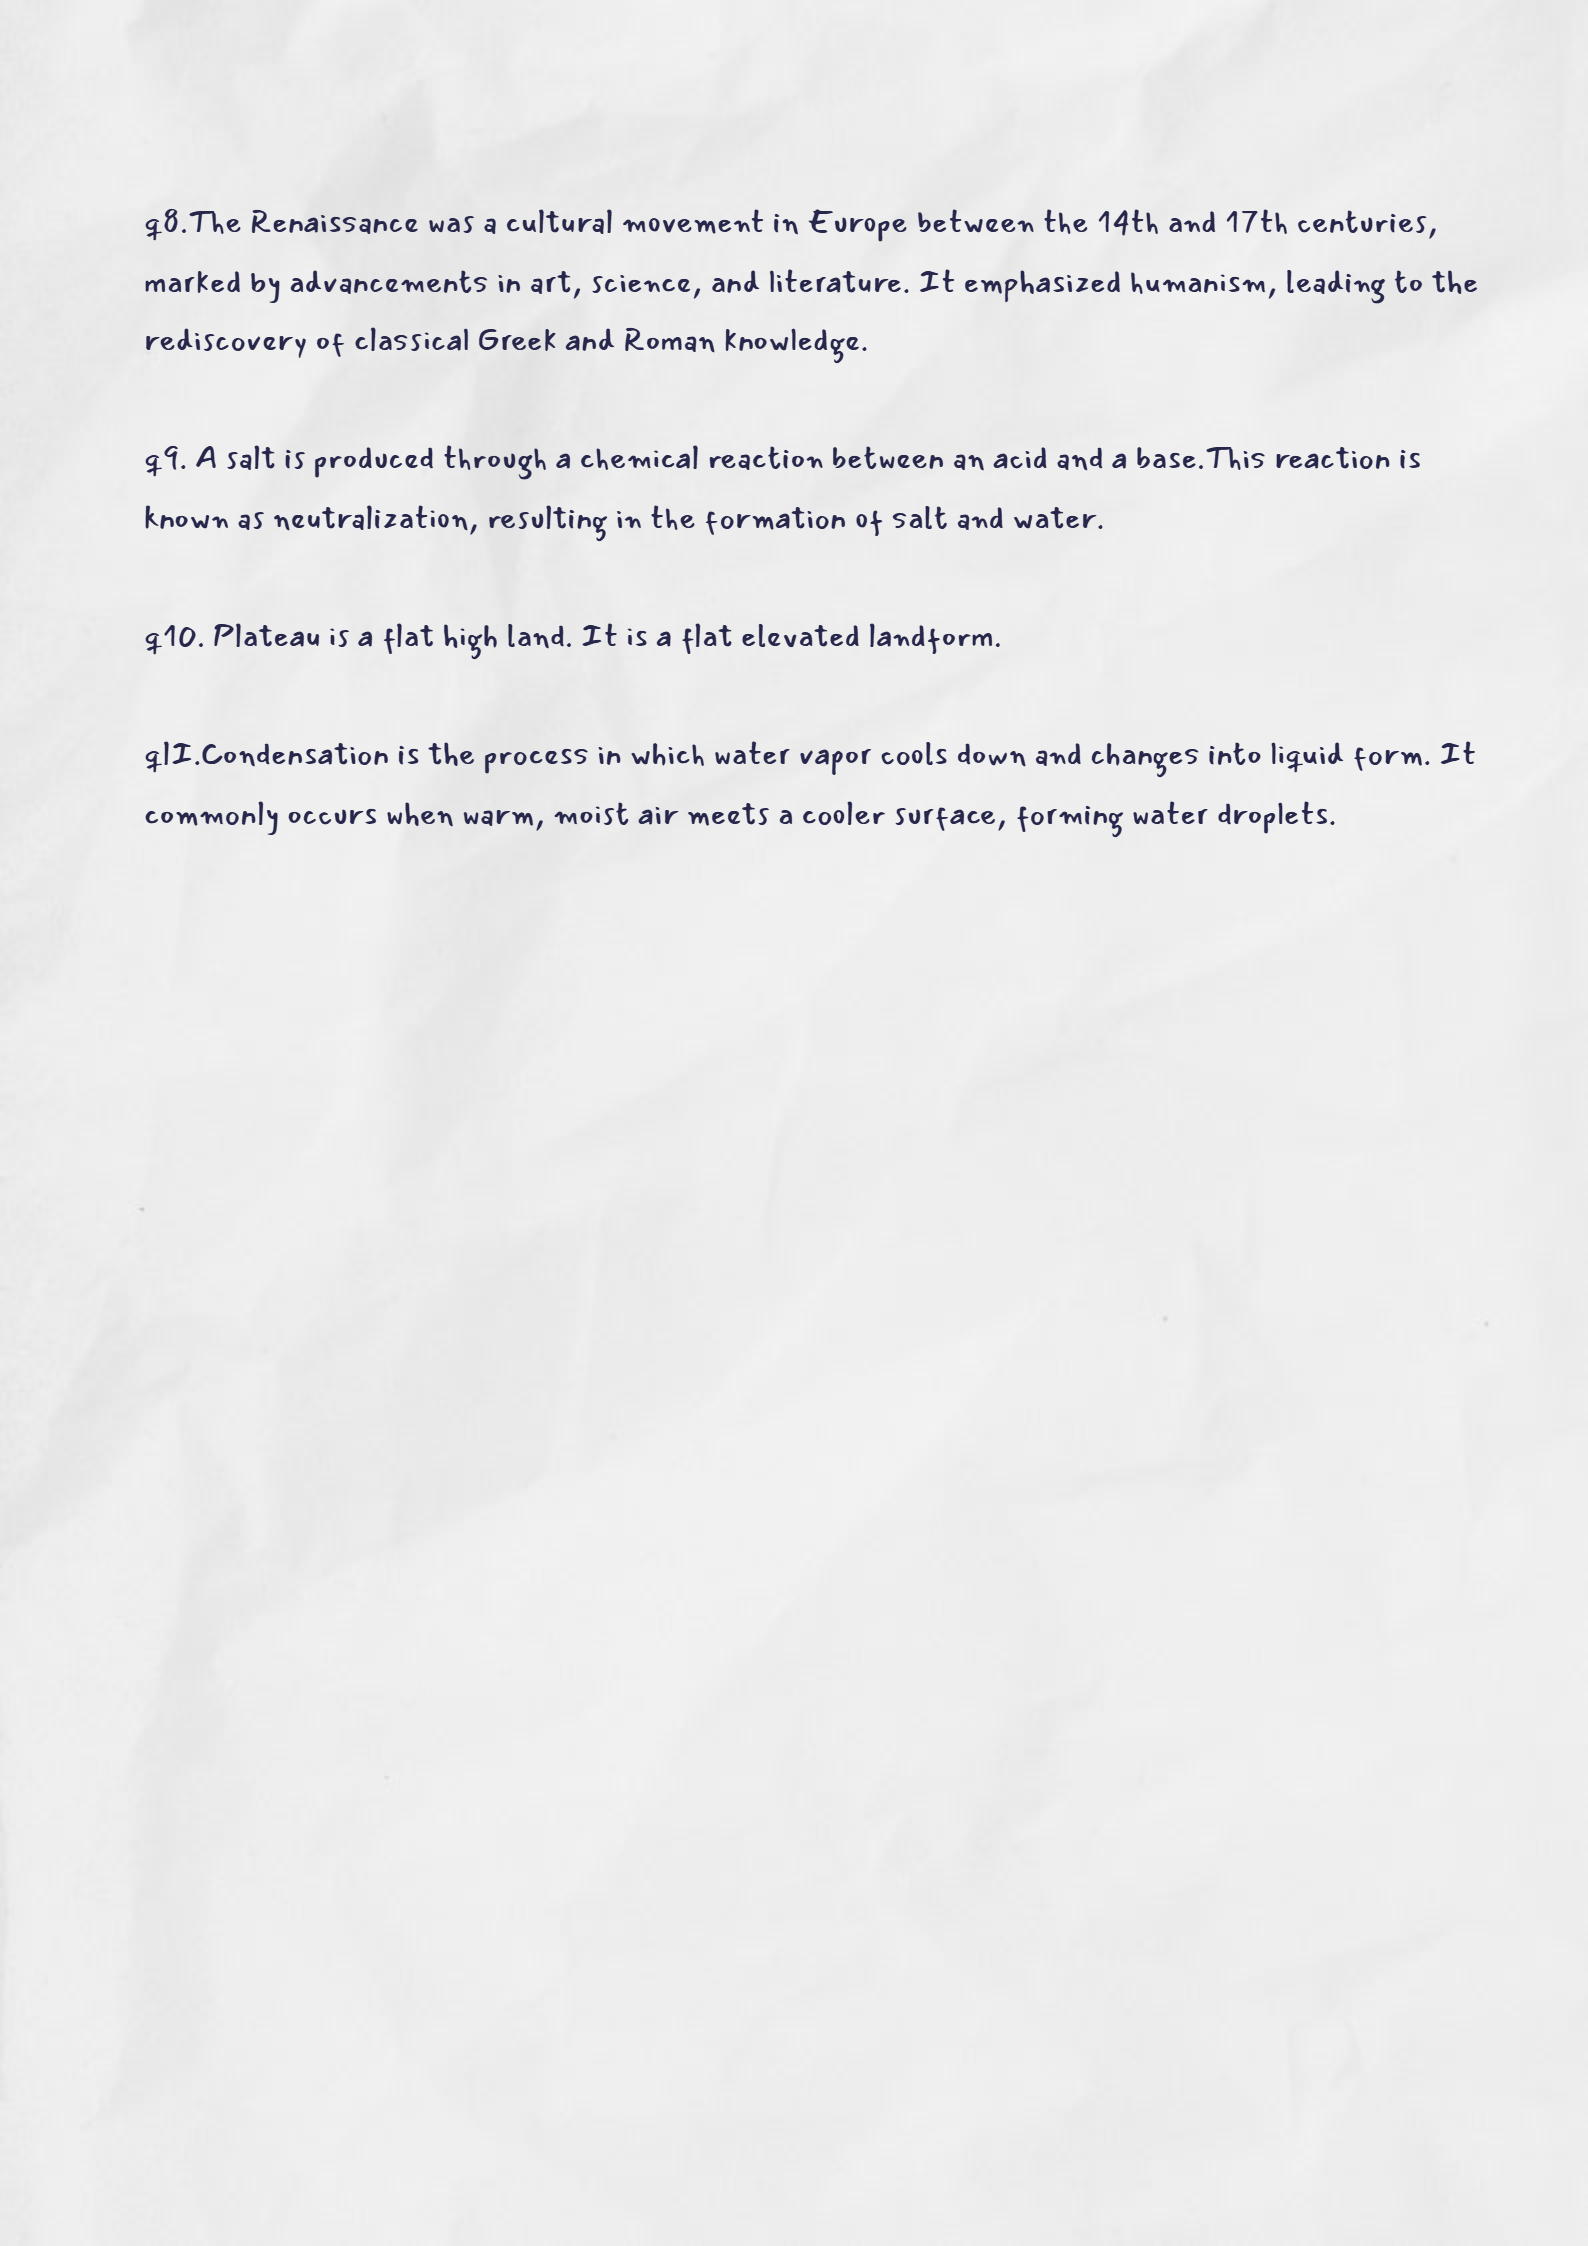 q8.The Renaissance was a cultural movement in Europe between the 14th and 17th centuries,
marked by advancements in art, science, and literature. It emphasized humanism, leading to the
rediscovery of classical Greek and Roman knowledge.
q9. A salt is produced through a chemical reaction between an acid and a base.This reaction is
known as neutralization, resulting in the formation of salt and water.
q10. Plateau is a flat high land. It is a flat elevated landform.
q1I.Condensation is the process in which water vapor cools down and changes into liquid form. It
commonly occurs when warm, moist air meets a cooler surface, forming water droplets.